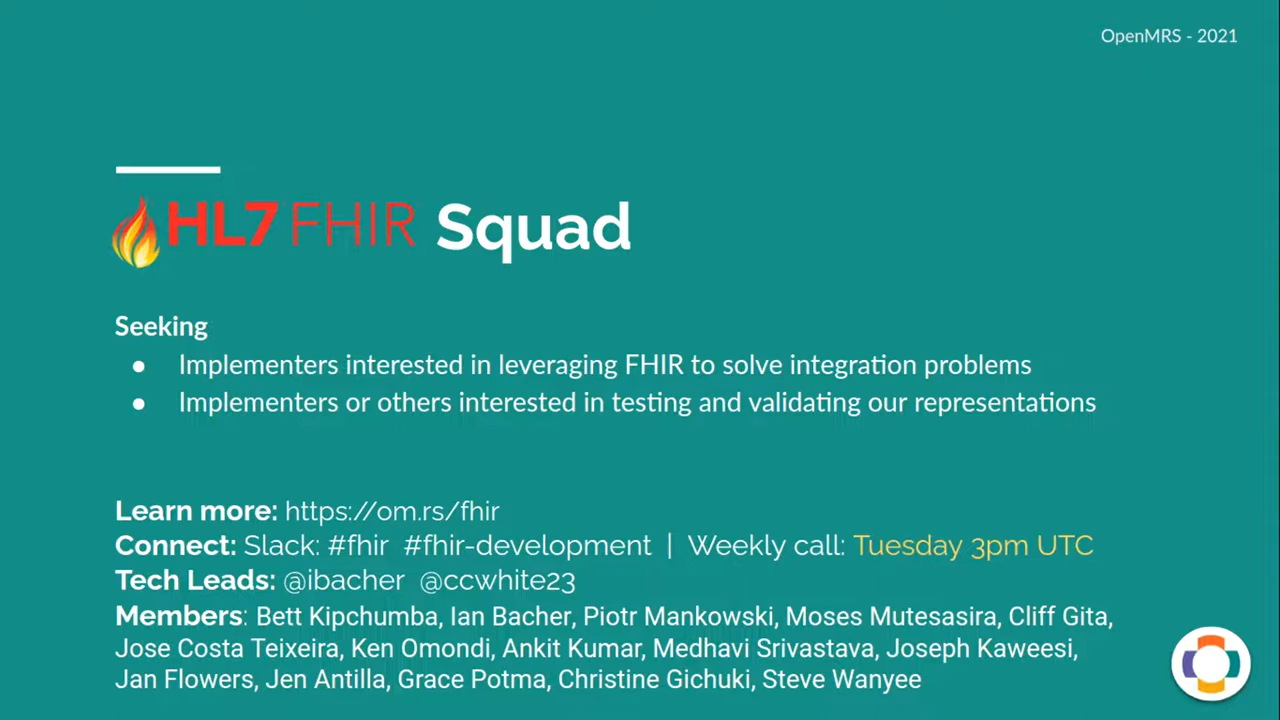 OpenMRS - 2021
HL7 FHIR Squad
Seeking
● Implementers interested in leveraging FHIR to solve integration problems
● Implementers or others interested in testing and validating our representations
Learn more: https://om.rs/fhir
Connect: Slack: #fhir #fhir-development | Weekly call: Tuesday 3pm UTC
Tech Leads: @ibacher @ccwhite23
Members: Bett Kipchumba, Ian Bacher, Piotr Mankowski, Moses Mutesasira, Cliff Gita,
Jose Costa Teixeira, Ken Omondi, Ankit Kumar, Medhavi Srivastava, Joseph Kaweesi,
Jan Flowers, Jen Antilla, Grace Potma, Christine Gichuki, Steve Wanyee